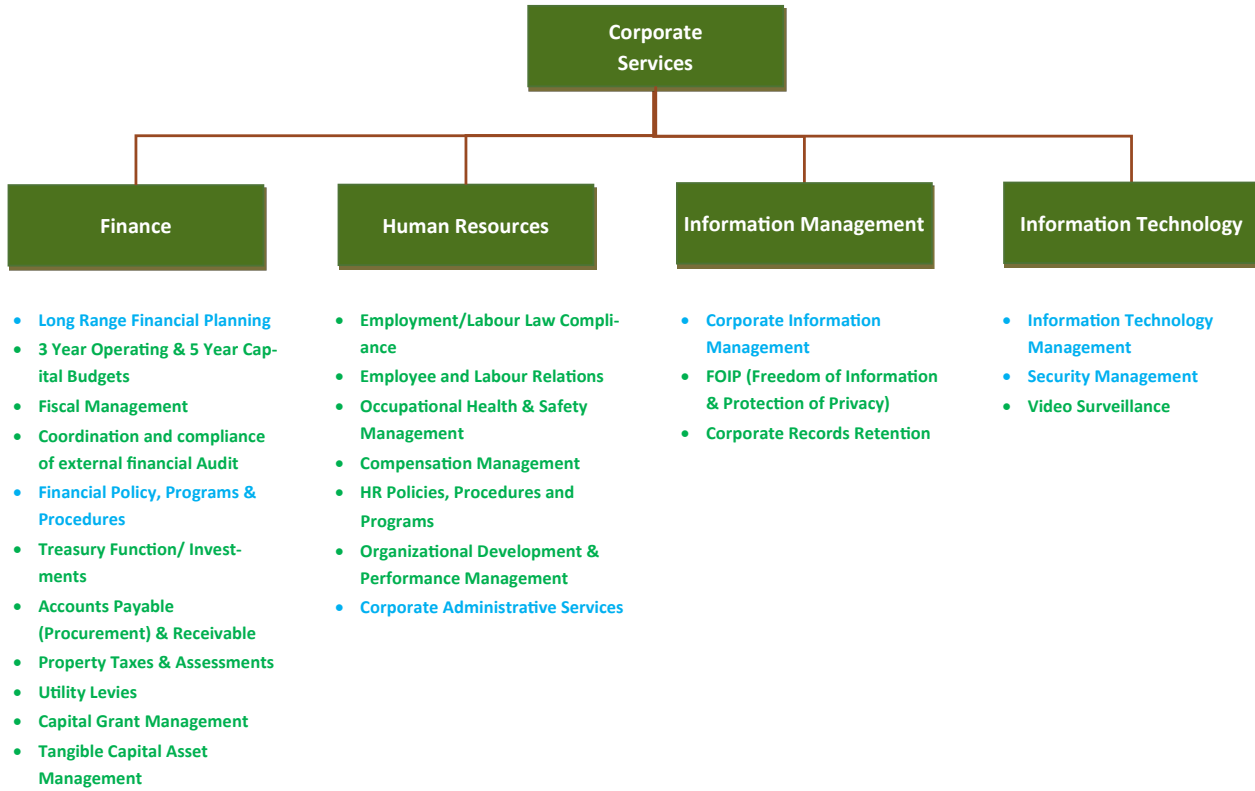 Corporate
Services
Finance
Human Resources
Information Management
Information Technology
• Long Range Financial Planning
• 3 Year Operating & 5 Year Cap-
ital Budgets
• Fiscal Management
• Coordination and compliance
of external financial Audit
• Financial Policy, Programs &
Procedures
• Treasury Function/ Invest-
ments
• Accounts Payable
(Procurement) & Receivable
• Property Taxes & Assessments
• Utility Levies
• Capital Grant Management
• Tangible Capital Asset
Management
• Employment/Labour Law Compli-
ance
• Employee and Labour Relations
• Occupational Health & Safety
Management
• Compensation Management
• HR Policies, Procedures and
Programs
• Organizational Development &
Performance Management
• Corporate Administrative Services
• Corporate Information
Management
• FOIP (Freedom of Information
& Protection of Privacy)
• Corporate Records Retention
• Information Technology
Management
• Security Management
• Video Surveillance